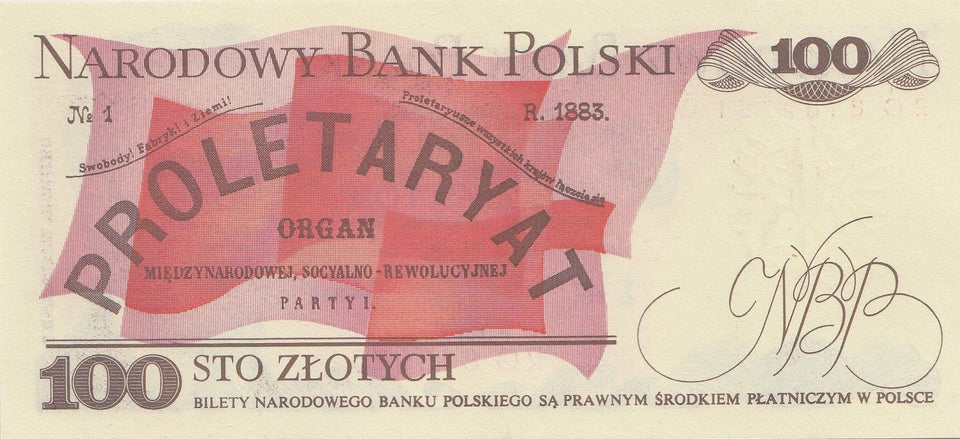 NARODOWY BANK POLSKI
100
№ 1
R. 1883.
Swobody! Fabryk! i Ziemi!
Proletaryusze wszystkich krajów łączcie się
PROLETARYAT
ORGAN
MIĘDZYNARODOWEJ, SOCYALNO-REWOLUCYJNEJ
PARTYI.
NBP
100 STO ZŁOTYCH
BILETY NARODOWEGO BANKU POLSKIEGO SĄ PRAWNYM ŚRODKIEM PŁATNICZYM W POLSCE